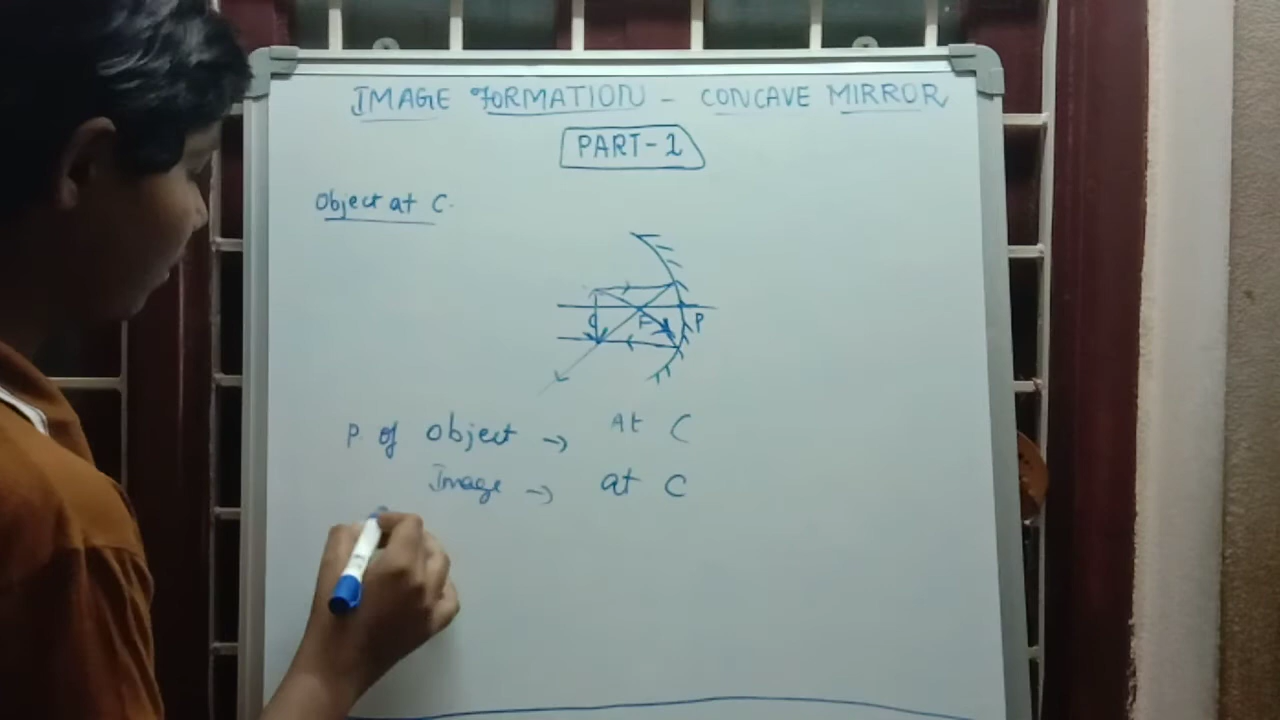 IMAGE FORMATION - CONCAVE MIRROR
PART-1
Object at C.
C F P
P. of Object → At C
Image → at C